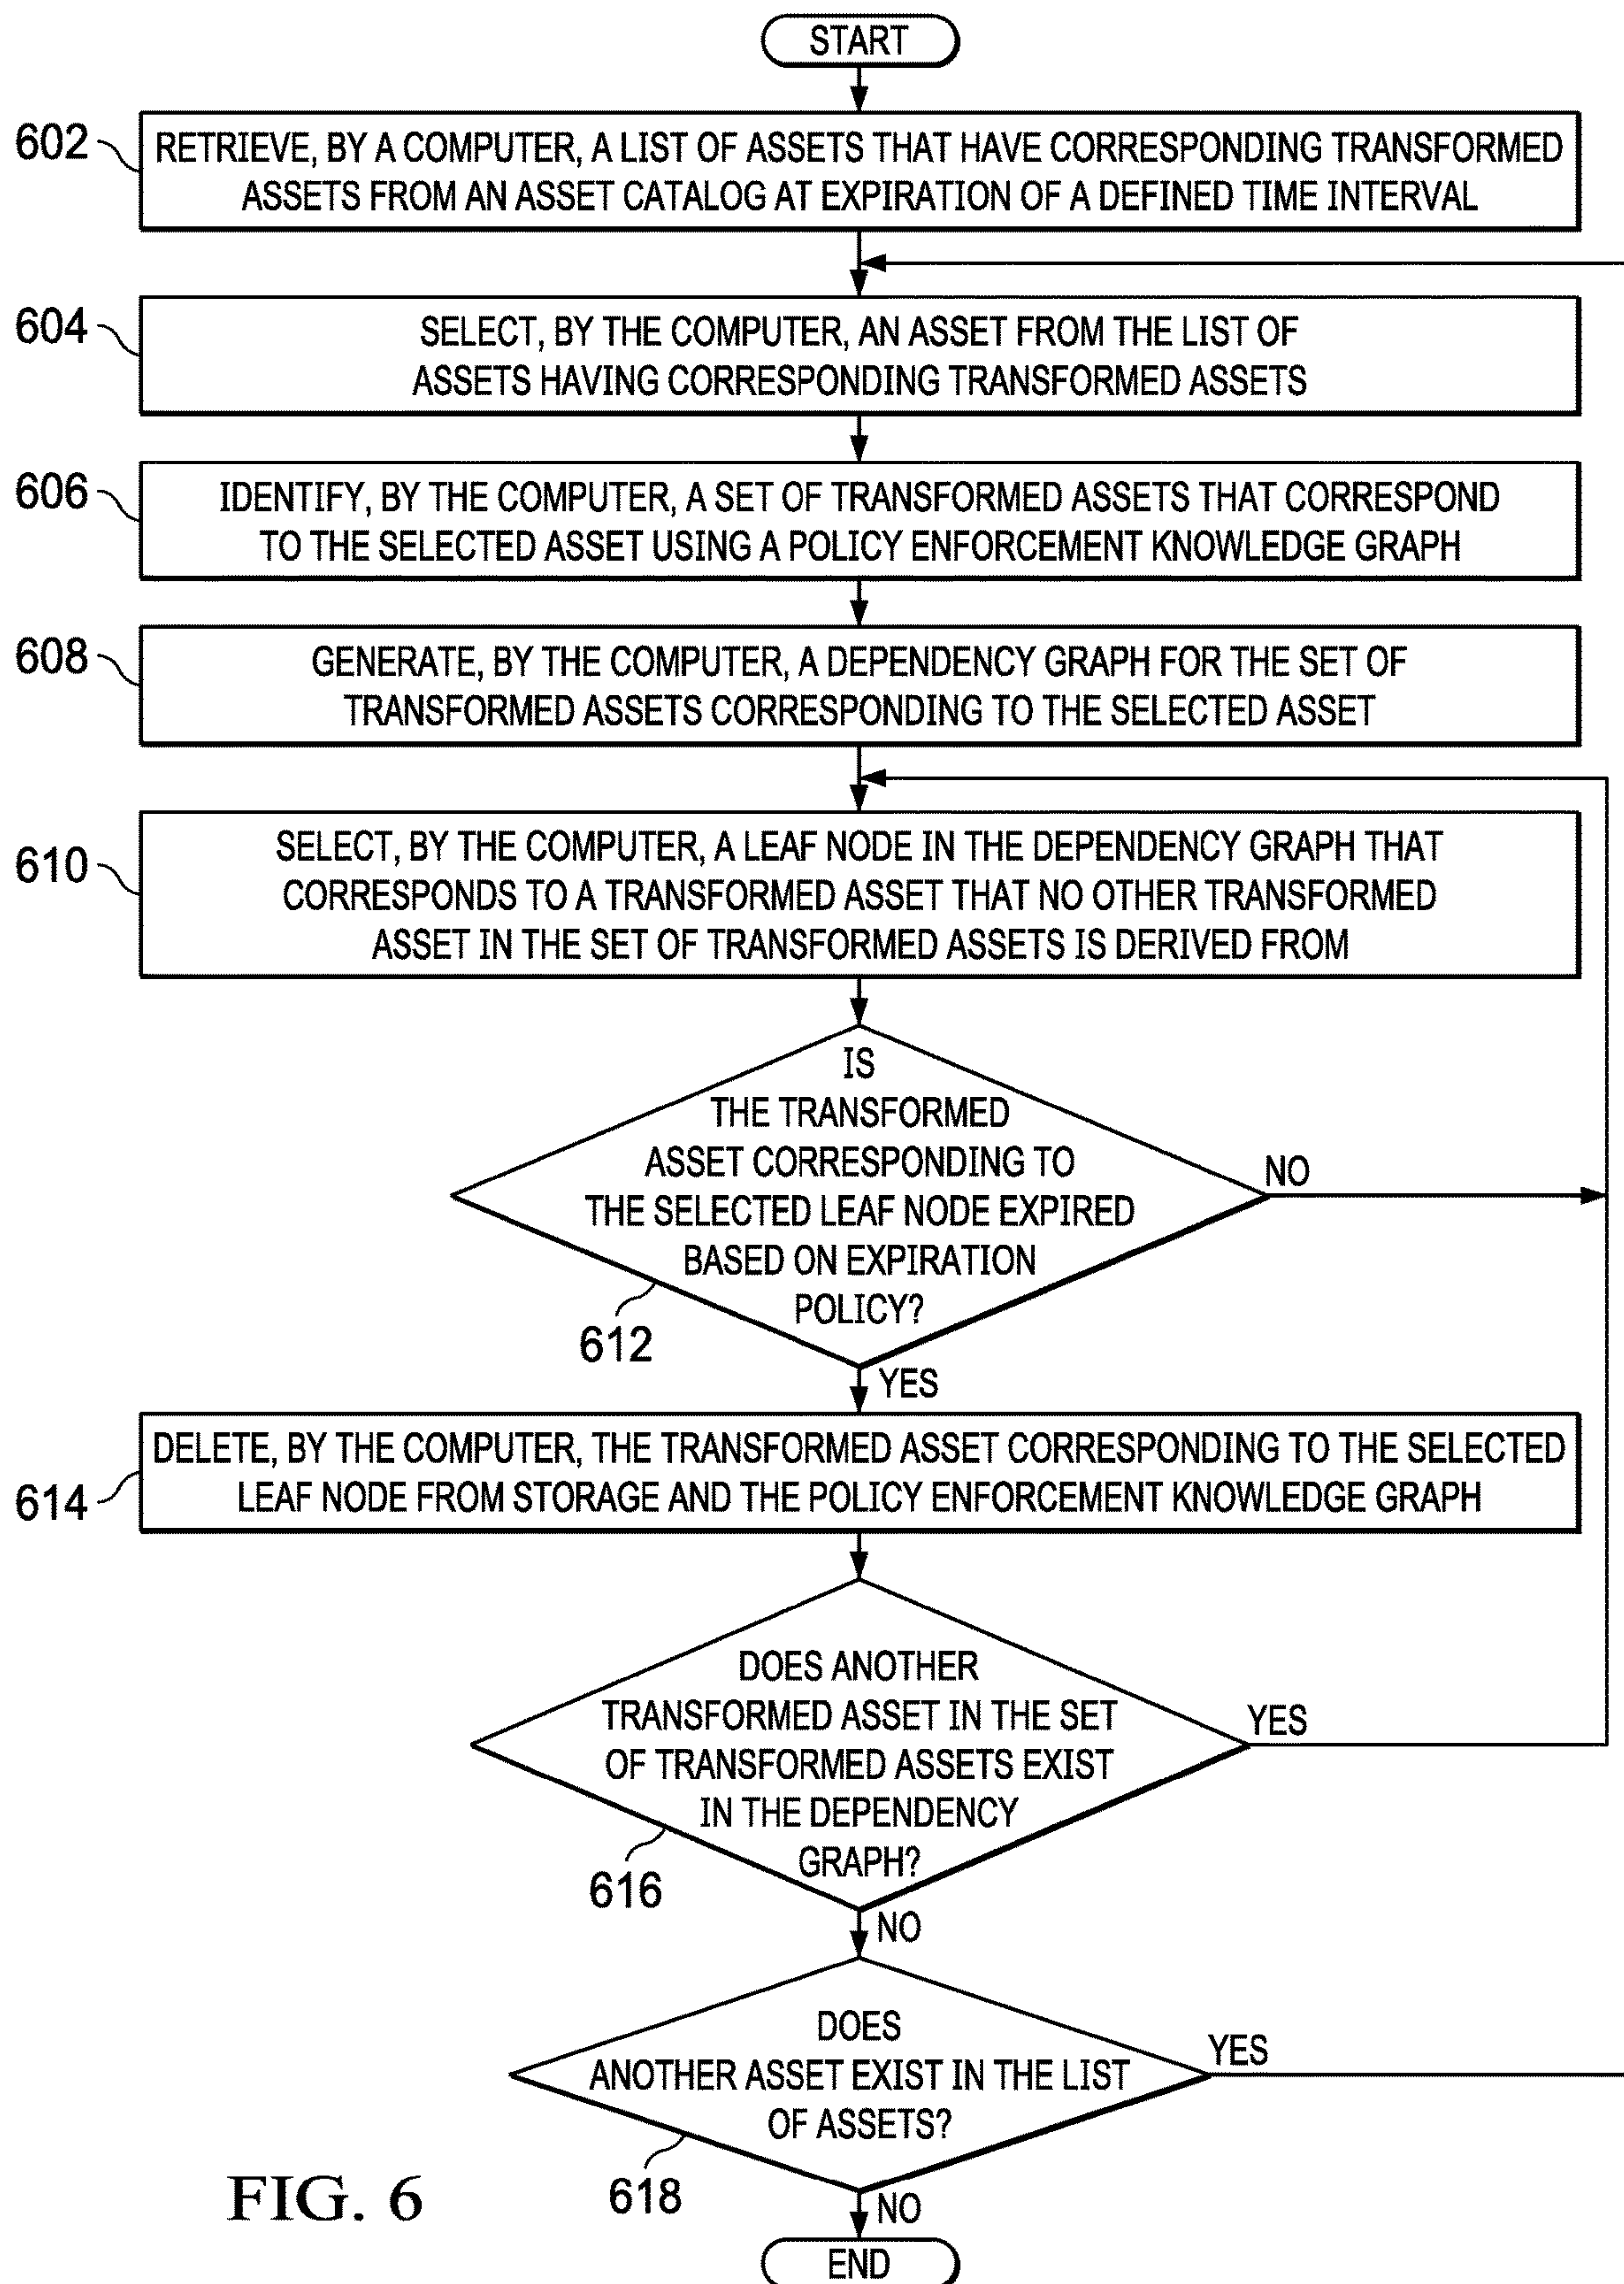 START
602
RETRIEVE, BY A COMPUTER, A LIST OF ASSETS THAT HAVE CORRESPONDING TRANSFORMED
ASSETS FROM AN ASSET CATALOG AT EXPIRATION OF A DEFINED TIME INTERVAL
604
SELECT, BY THE COMPUTER, AN ASSET FROM THE LIST OF
ASSETS HAVING CORRESPONDING TRANSFORMED ASSETS
606
IDENTIFY, BY THE COMPUTER, A SET OF TRANSFORMED ASSETS THAT CORRESPOND
TO THE SELECTED ASSET USING A POLICY ENFORCEMENT KNOWLEDGE GRAPH
608
GENERATE, BY THE COMPUTER, A DEPENDENCY GRAPH FOR THE SET OF
TRANSFORMED ASSETS CORRESPONDING TO THE SELECTED ASSET
610
SELECT, BY THE COMPUTER, A LEAF NODE IN THE DEPENDENCY GRAPH THAT
CORRESPONDS TO A TRANSFORMED ASSET THAT NO OTHER TRANSFORMED
ASSET IN THE SET OF TRANSFORMED ASSETS IS DERIVED FROM
IS
THE TRANSFORMED
ASSET CORRESPONDING TO
THE SELECTED LEAF NODE EXPIRED
BASED ON EXPIRATION
POLICY?
NO
612
YES
614
DELETE, BY THE COMPUTER, THE TRANSFORMED ASSET CORRESPONDING TO THE SELECTED
LEAF NODE FROM STORAGE AND THE POLICY ENFORCEMENT KNOWLEDGE GRAPH
DOES ANOTHER
TRANSFORMED ASSET IN THE SET
OF TRANSFORMED ASSETS EXIST
IN THE DEPENDENCY
GRAPH?
YES
616
NO
DOES
ANOTHER ASSET EXIST IN THE LIST
OF ASSETS?
YES
618
NO
FIG. 6
END